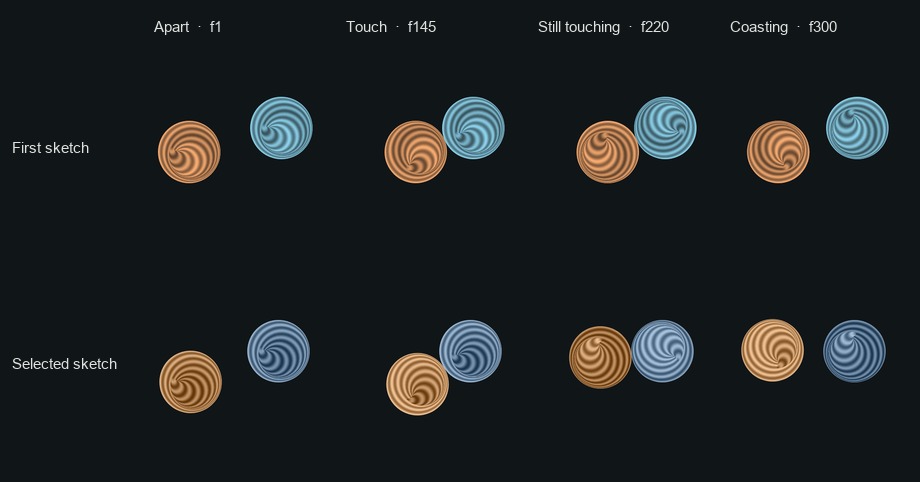 Apart · f1
Touch · f145
Still touching · f220
Coasting · f300
First sketch
Selected sketch